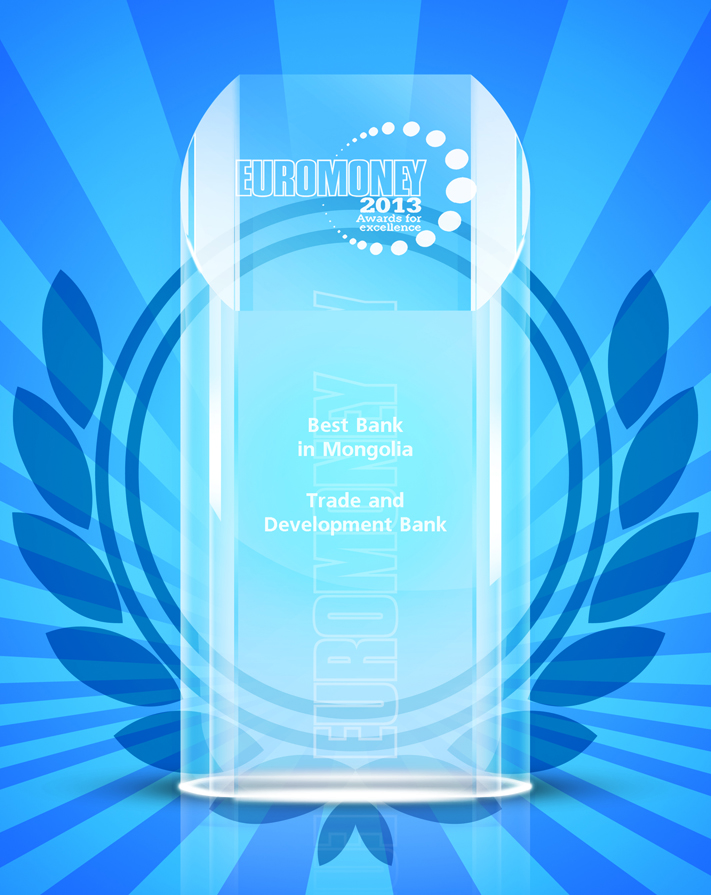 EUROMONEY
2013
Awards for
excellence
Best Bank
in Mongolia
Trade and
Development Bank
EUROMONEY